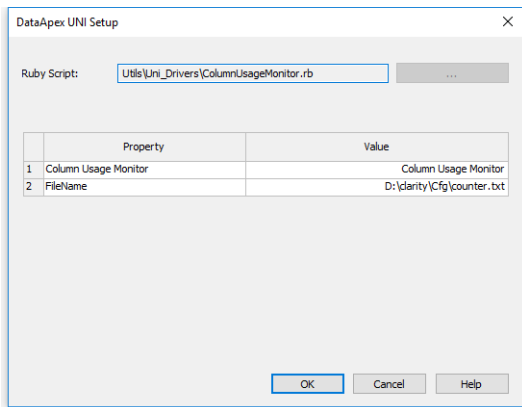 DataApex UNI Setup
Ruby Script: Utils\Uni_Drivers\ColumnUsageMonitor.rb ...
Property Value
1 Column Usage Monitor Column Usage Monitor
2 FileName D:\clarity\Cfg\counter.txt
OK Cancel Help